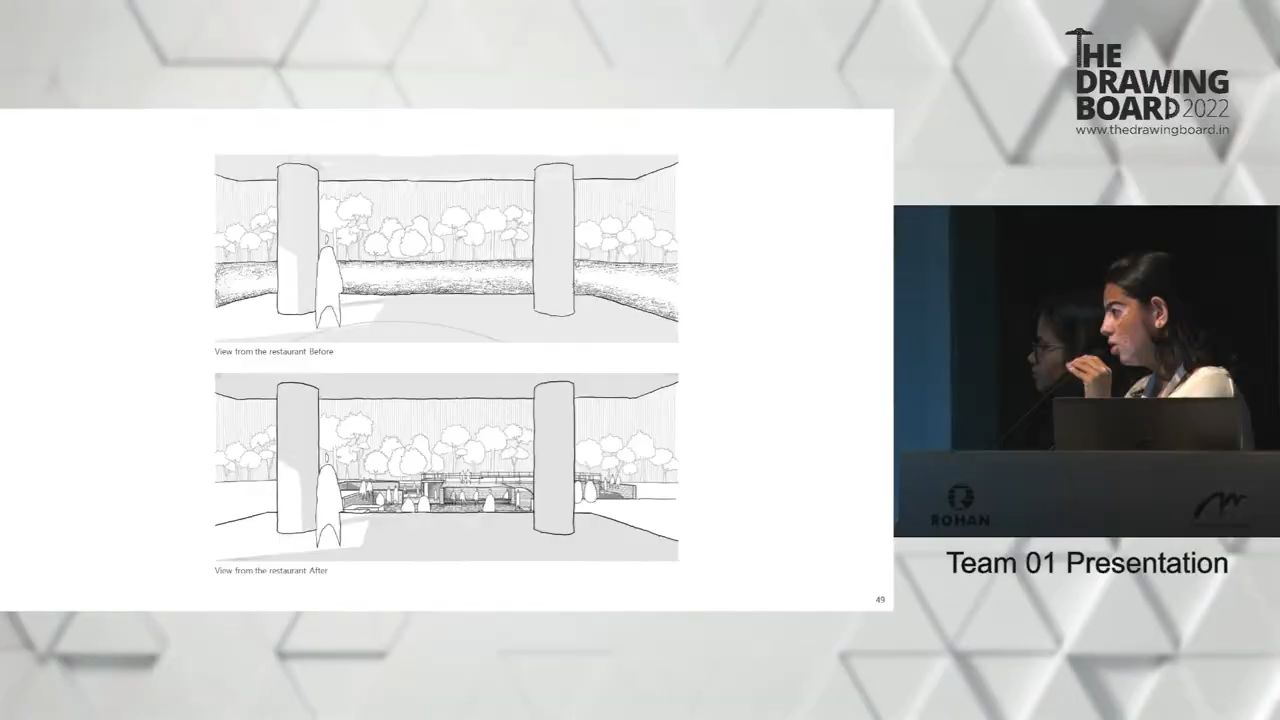 THE
DRAWING
BOARD 2022
www.thedrawingboard.in
View from the restaurant Before
View from the restaurant After
49
ROHAN
Team 01 Presentation